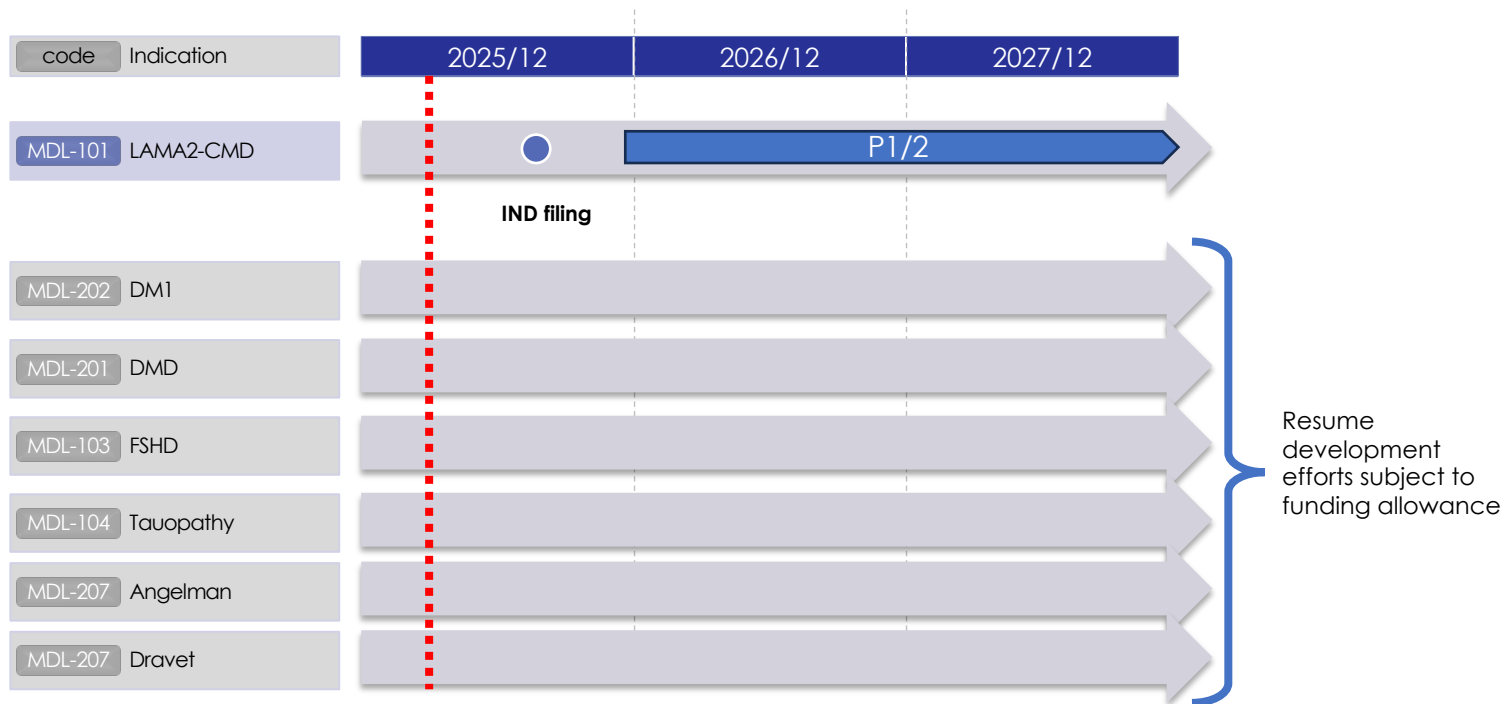 code Indication 2025/12 2026/12 2027/12
MDL-101 LAMA2-CMD P1/2
IND filing
MDL-202 DM1
MDL-201 DMD
MDL-103 FSHD
MDL-104 Tauopathy
MDL-207 Angelman
MDL-207 Dravet
Resume
development
efforts subject to
funding allowance